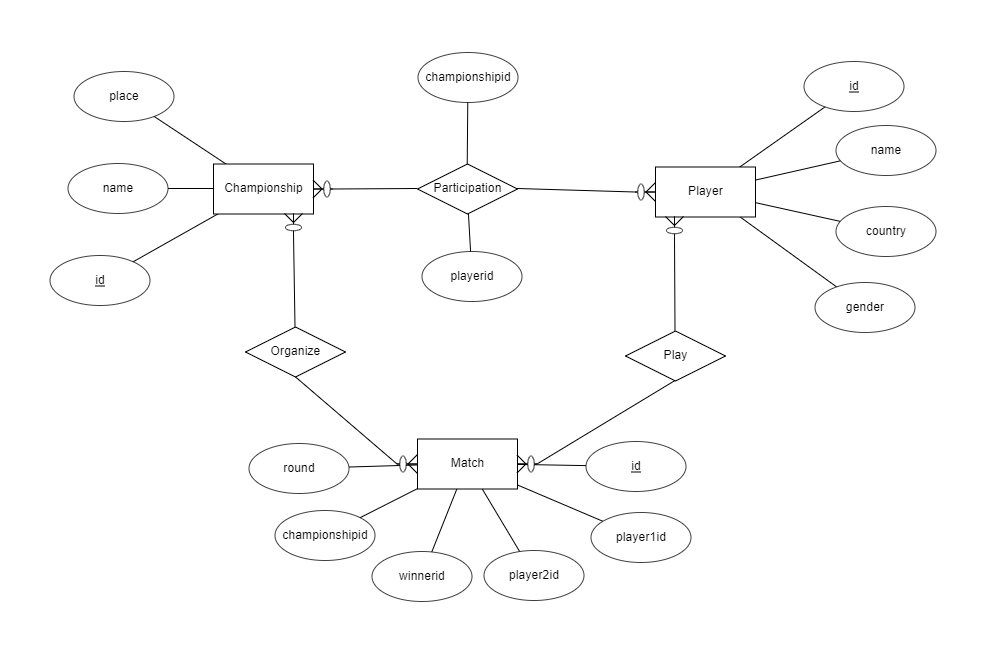 championshipid
id
place
name
name
Championship
Participation
Player
country
id
playerid
gender
Organize
Play
round
Match
id
championshipid
player1id
winnerid
player2id